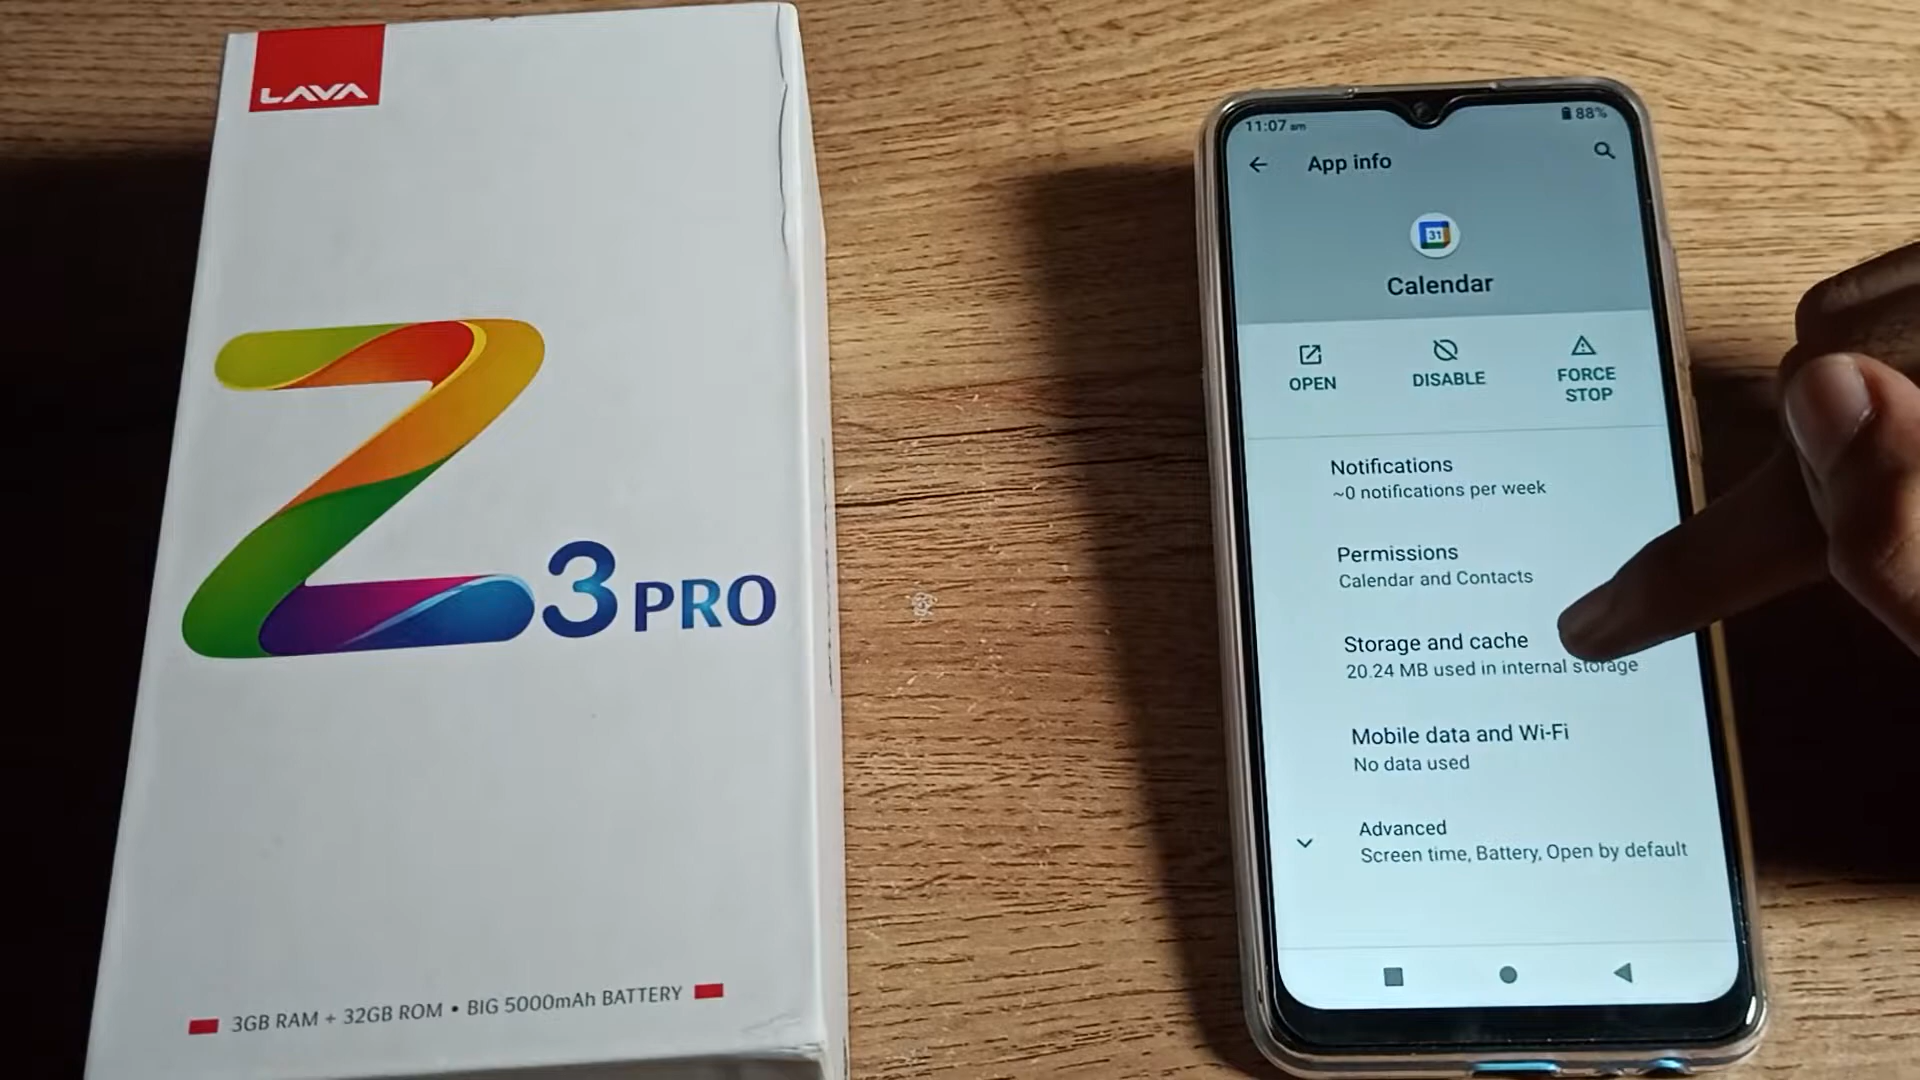 LAVA
Z3 PRO
3GB RAM + 32GB ROM • BIG 5000mAh BATTERY
11:07 am
88%
App info
31
Calendar
OPEN
DISABLE
FORCE
STOP
Notifications
~0 notifications per week
Permissions
Calendar and Contacts
Storage and cache
20.24 MB used in internal storage
Mobile data and Wi-Fi
No data used
Advanced
Screen time, Battery, Open by default